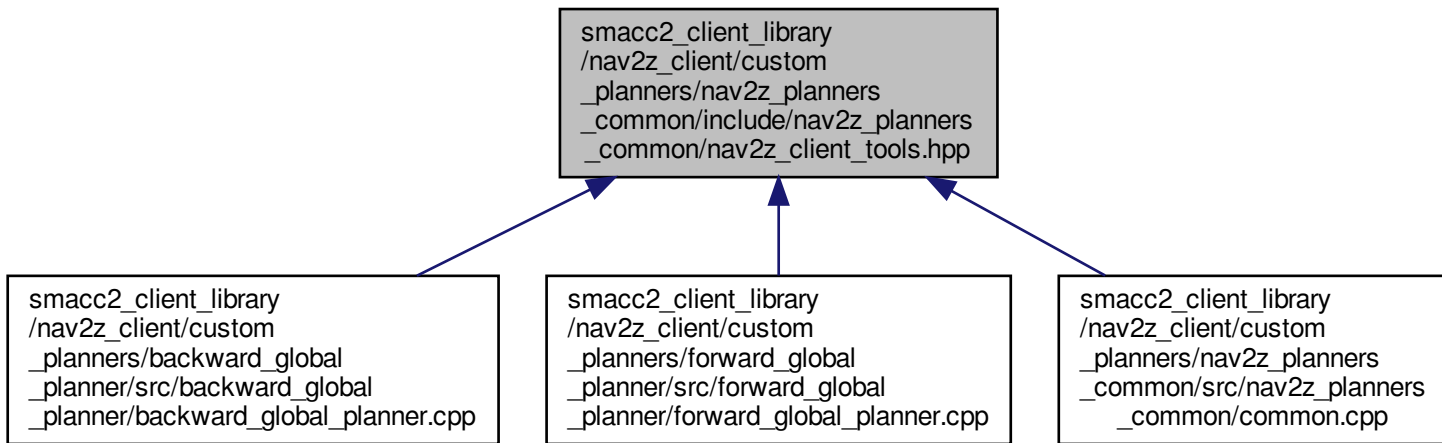 smacc2_client_library
/nav2z_client/custom
_planners/nav2z_planners
_common/include/nav2z_planners
_common/nav2z_client_tools.hpp
smacc2_client_library
/nav2z_client/custom
_planners/backward_global
_planner/src/backward_global
_planner/backward_global_planner.cpp
smacc2_client_library
/nav2z_client/custom
_planners/forward_global
_planner/src/forward_global
_planner/forward_global_planner.cpp
smacc2_client_library
/nav2z_client/custom
_planners/nav2z_planners
_common/src/nav2z_planners
_common/common.cpp